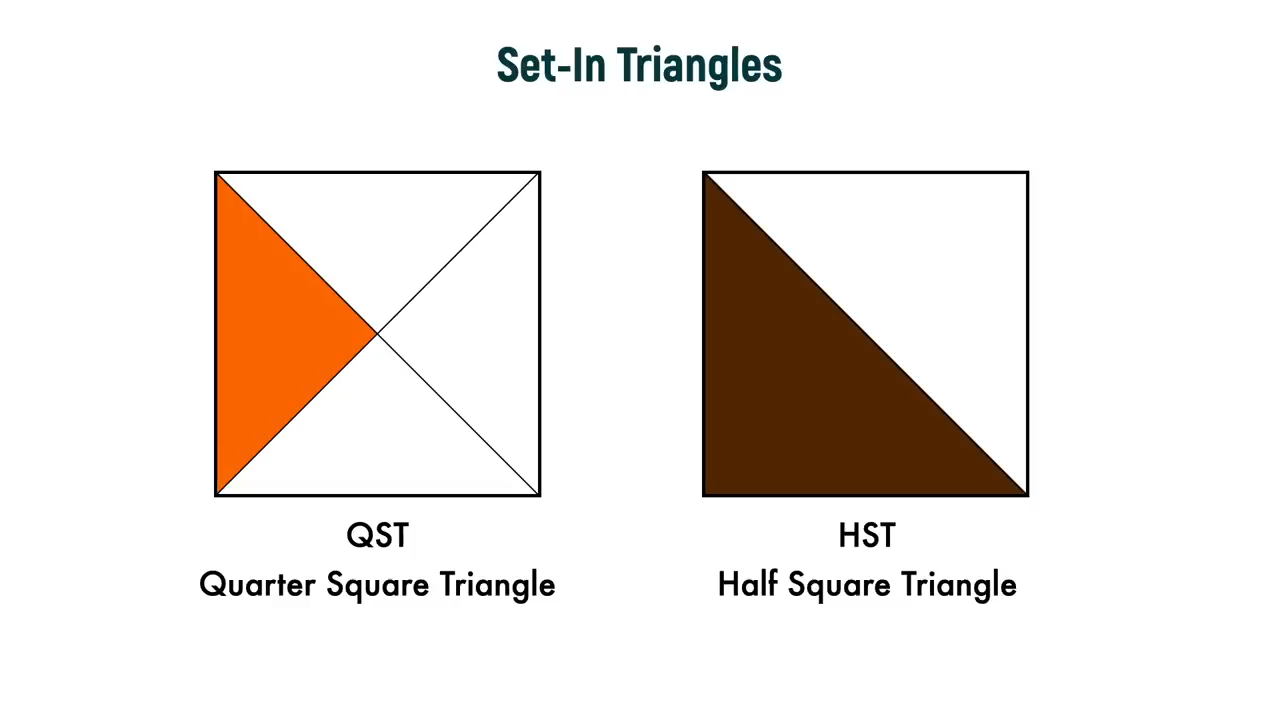 Set-In Triangles
QST
Quarter Square Triangle
HST
Half Square Triangle